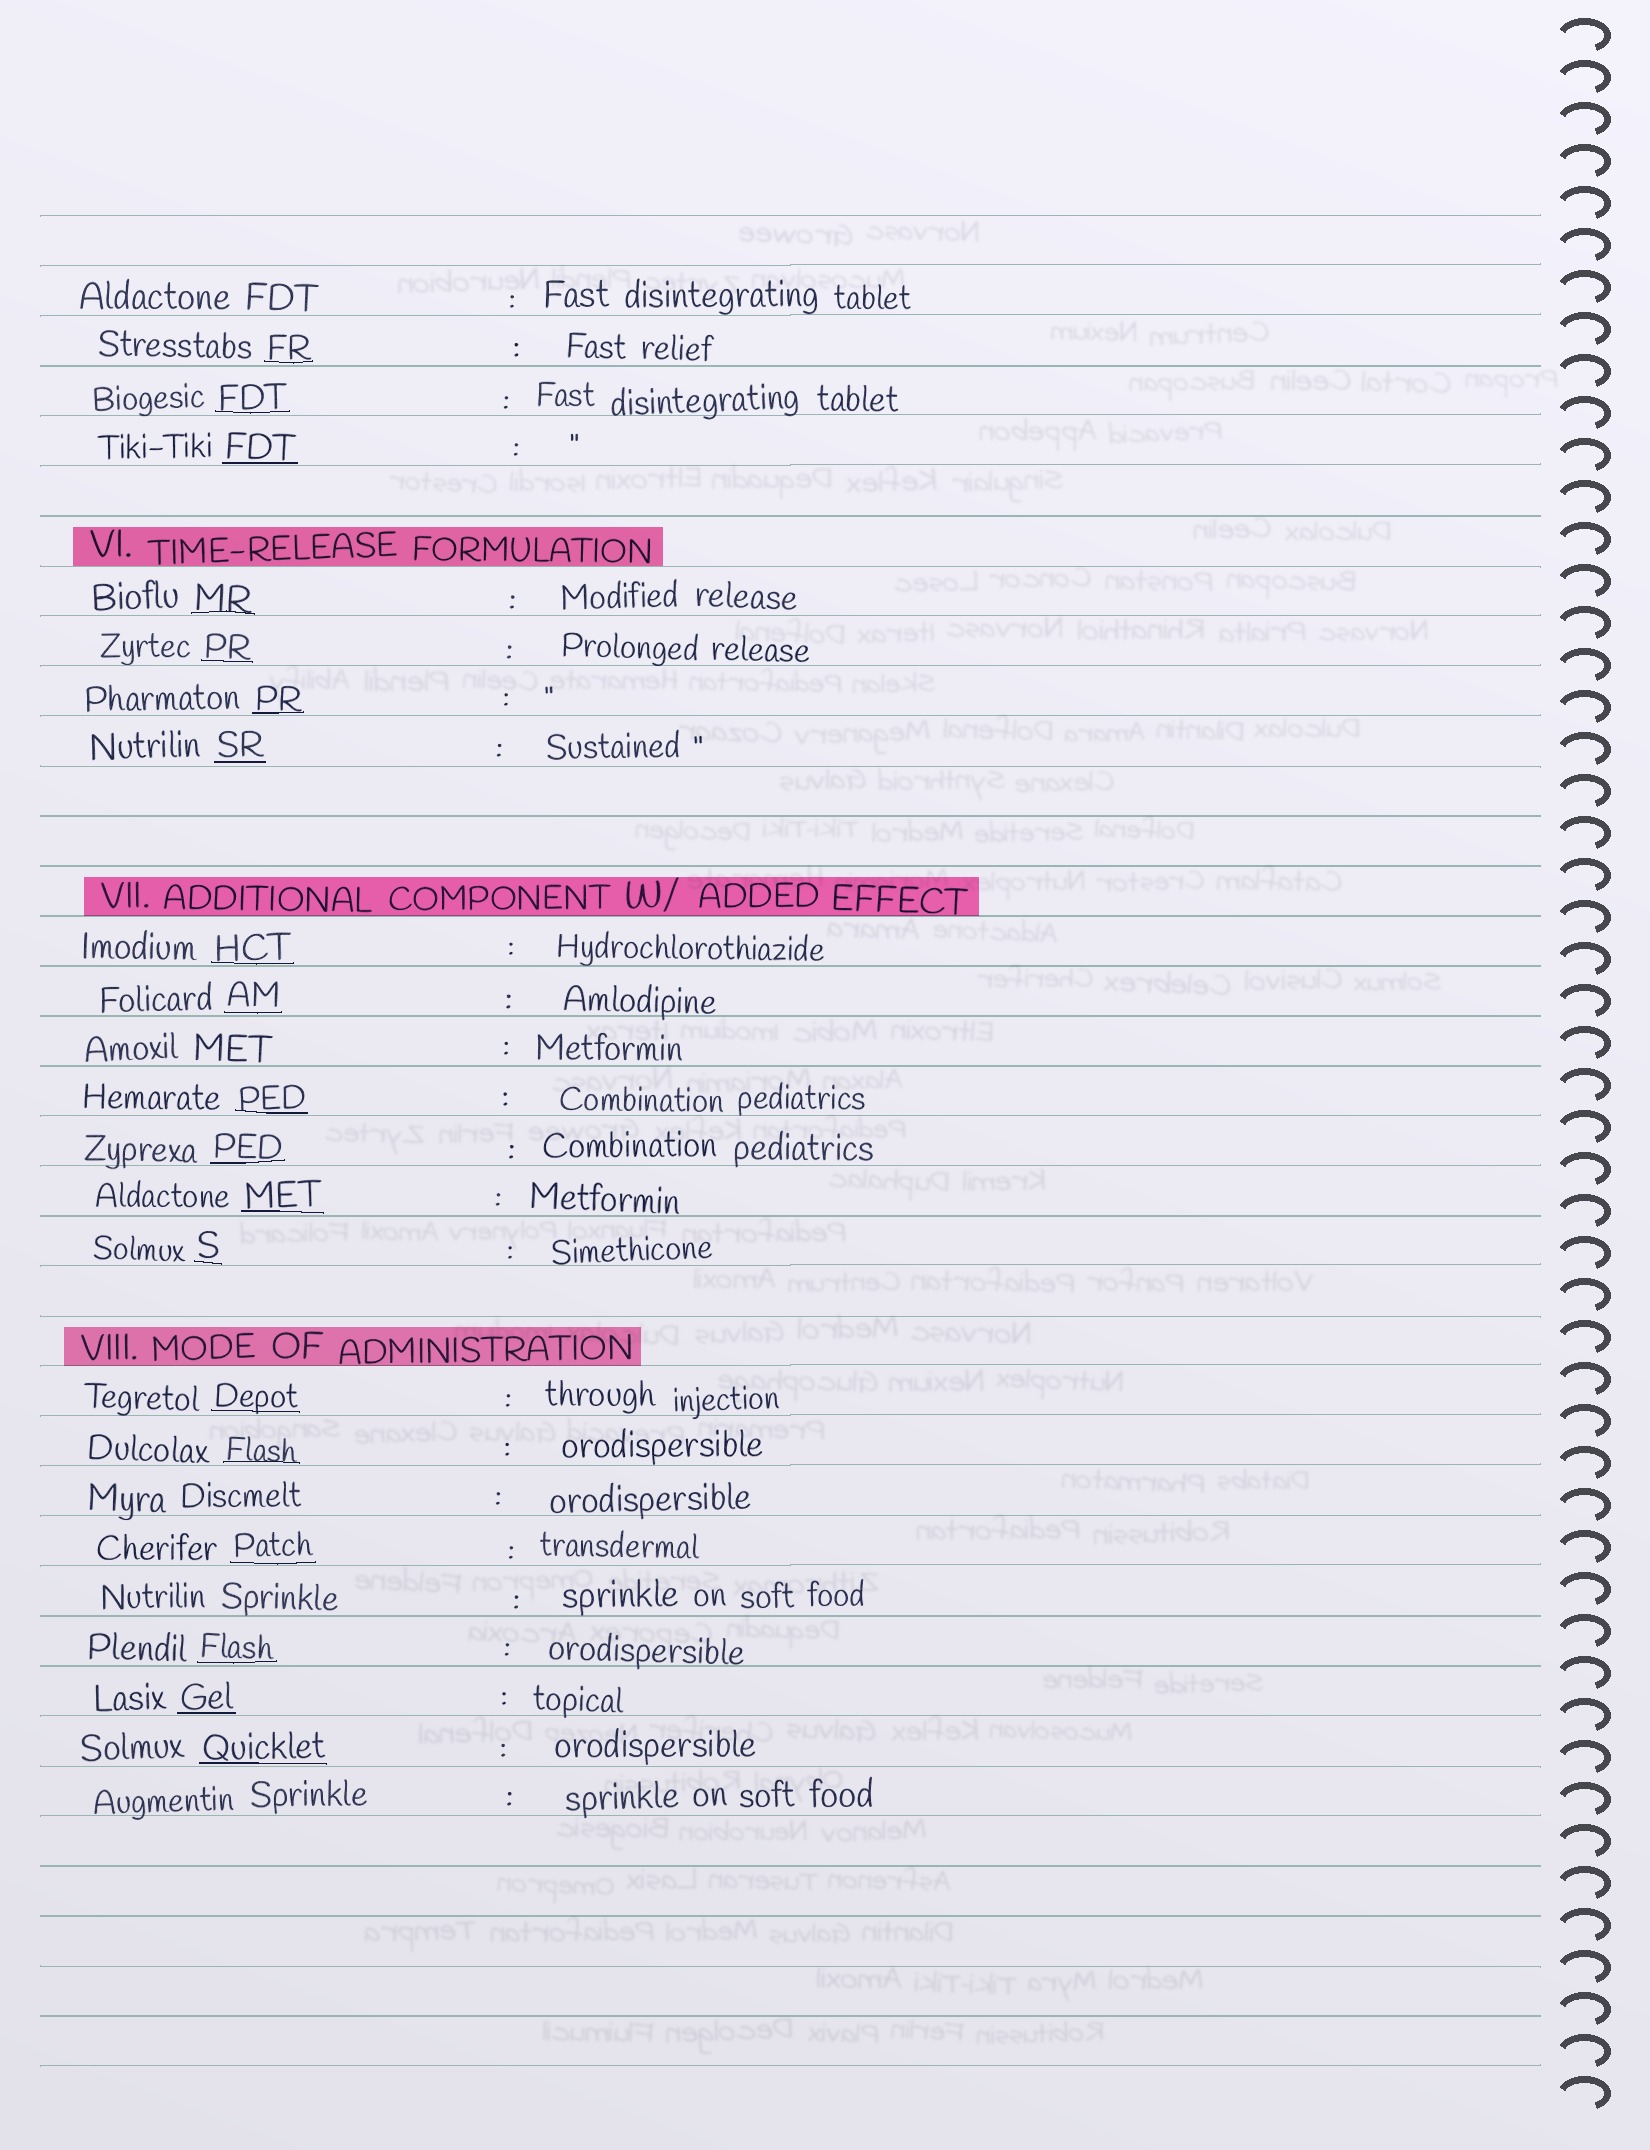 Aldactone FDT : Fast disintegrating tablet
Stresstabs FR : Fast relief
Biogesic FDT : Fast disintegrating tablet
Tiki-Tiki FDT : "
VI. TIME-RELEASE FORMULATION
Bioflu MR : Modified release
Zyrtec PR : Prolonged release
Pharmaton PR : "
Nutrilin SR : Sustained "
VII. ADDITIONAL COMPONENT W/ ADDED EFFECT
Imodium HCT : Hydrochlorothiazide
Folicard AM : Amlodipine
Amoxil MET : Metformin
Hemarate PED : Combination pediatrics
Zyprexa PED : Combination pediatrics
Aldactone MET : Metformin
Solmux S : Simethicone
VIII. MODE OF ADMINISTRATION
Tegretol Depot : through injection
Dulcolax Flash : orodispersible
Myra Discmelt : orodispersible
Cherifer Patch : transdermal
Nutrilin Sprinkle : sprinkle on soft food
Plendil Flash : orodispersible
Lasix Gel : topical
Solmux Quicklet : orodispersible
Augmentin Sprinkle : sprinkle on soft food